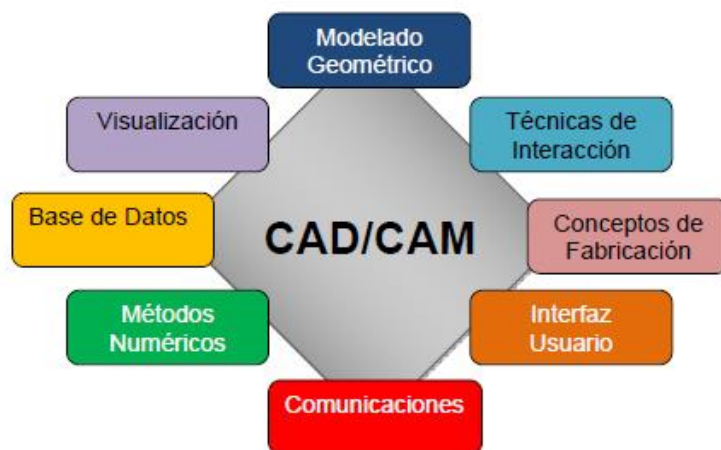 Modelado
Geométrico
Visualización
Técnicas de
Interacción
Base de Datos
CAD/CAM
Conceptos de
Fabricación
Métodos
Numéricos
Interfaz
Usuario
Comunicaciones